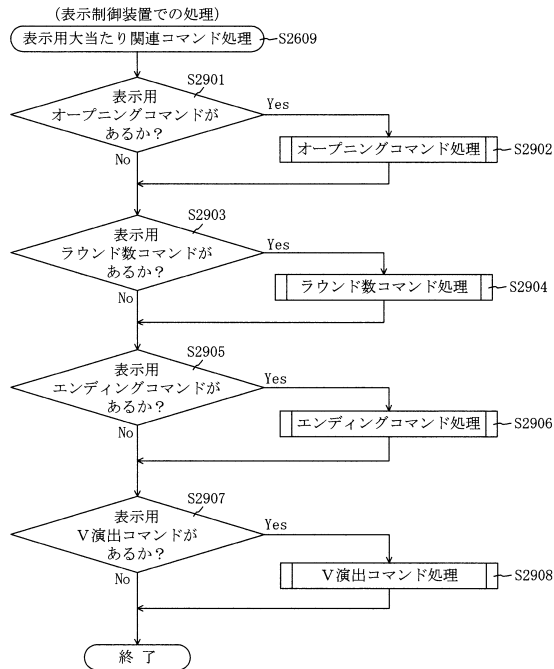 (表示制御装置での処理)
表示用大当たり関連コマンド処理
S2609
S2901
表示用
オープニングコマンドが
あるか?
Yes
No
オープニングコマンド処理
S2902
S2903
表示用
ラウンド数コマンドが
あるか?
Yes
No
ラウンド数コマンド処理
S2904
S2905
表示用
エンディングコマンドが
あるか?
Yes
No
エンディングコマンド処理
S2906
S2907
表示用
V演出コマンドが
あるか?
Yes
No
V演出コマンド処理
S2908
終 了